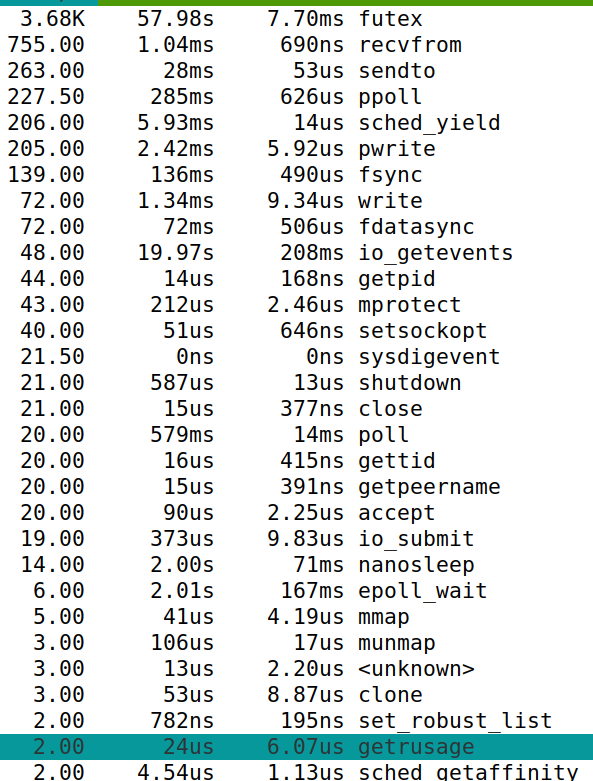 3.68K 57.98s 7.70ms futex
755.00 1.04ms 690ns recvfrom
263.00 28ms 53us sendto
227.50 285ms 626us ppoll
206.00 5.93ms 14us sched_yield
205.00 2.42ms 5.92us pwrite
139.00 136ms 490us fsync
72.00 1.34ms 9.34us write
72.00 72ms 506us fdatasync
48.00 19.97s 208ms io_getevents
44.00 14us 168ns getpid
43.00 212us 2.46us mprotect
40.00 51us 646ns setsockopt
21.50 0ns 0ns sysdigevent
21.00 587us 13us shutdown
21.00 15us 377ns close
20.00 579ms 14ms poll
20.00 16us 415ns gettid
20.00 15us 391ns getpeername
20.00 90us 2.25us accept
19.00 373us 9.83us io_submit
14.00 2.00s 71ms nanosleep
6.00 2.01s 167ms epoll_wait
5.00 41us 4.19us mmap
3.00 106us 17us munmap
3.00 13us 2.20us <unknown>
3.00 53us 8.87us clone
2.00 782ns 195ns set_robust_list
2.00 24us 6.07us getrusage
2.00 4.54us 1.13us sched_getaffinity